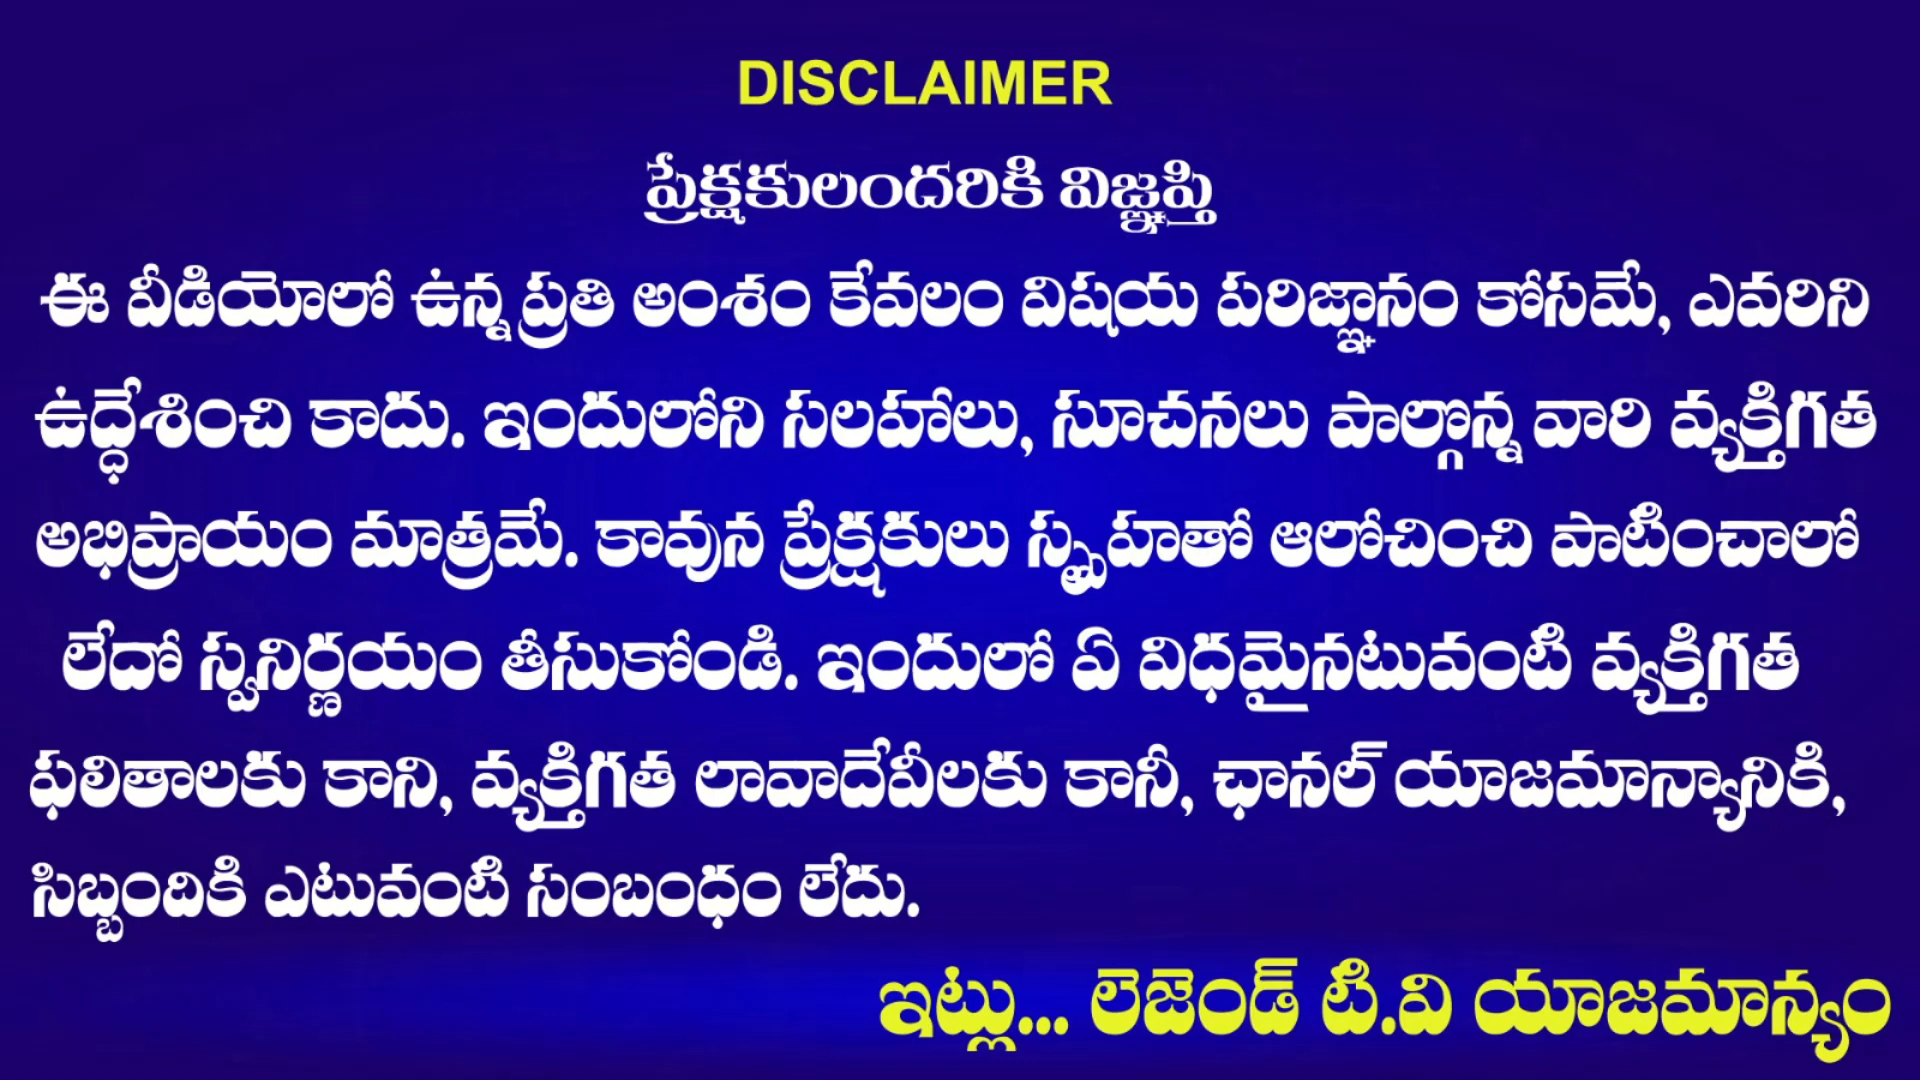 DISCLAIMER
ప్రేక్షకులందరికి విజ్ఞప్తి
ఈ వీడియోలో ఉన్న ప్రతి అంశం కేవలం విషయ పరిజ్ఞానం కోసమే, ఎవరిని
ఉద్ధేశించి కాదు. ఇందులోని సలహాలు, సూచనలు పాల్గొన్న వారి వ్యక్తిగత
అభిప్రాయం మాత్రమే. కావున ప్రేక్షకులు స్పృహతో ఆలోచించి పాటించాలో
లేదో స్వనిర్ణయం తీసుకోండి. ఇందులో ఏ విధమైనటువంటి వ్యక్తిగత
ఫలితాలకు కాని, వ్యక్తిగత లావాదేవీలకు కానీ, ఛానల్ యాజమాన్యానికి,
సిబ్బందికి ఎటువంటి సంబంధం లేదు.
ఇట్లు... లెజెండ్ టి.వి యాజమాన్యం